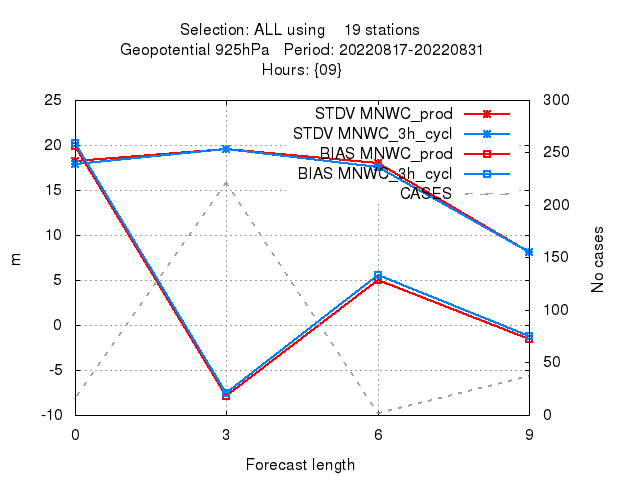 Selection: ALL using 19 stations
Geopotential 925hPa Period: 20220817-20220831
Hours: {09}
25
20
15
10
5
0
-5
-10
m
STDV MNWC_prod
STDV MNWC_3h_cycl
BIAS MNWC_prod
BIAS MNWC_3h_cycl
CASES
300
250
200
150
100
50
0
No cases
0 3 6 9
Forecast length